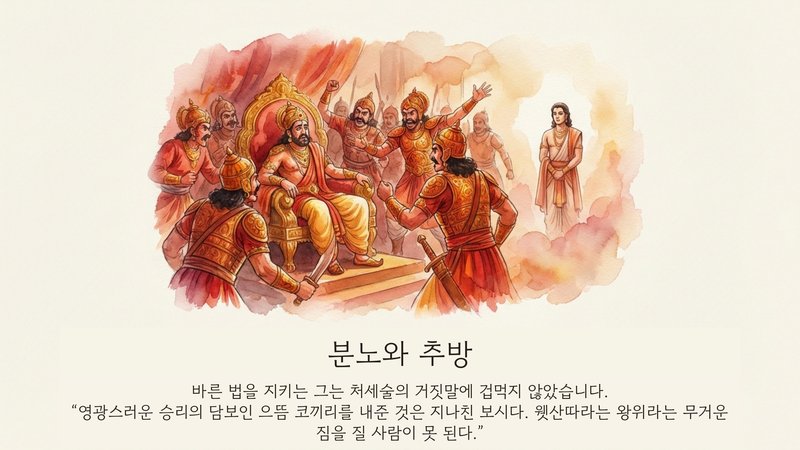 분노와 추방
바른 법을 지키는 그는 처세술의 거짓말에 겁먹지 않았습니다.
“영광스러운 승리의 담보인 으뜸 코끼리를 내준 것은 지나친 보시다. 웻산따라는 왕위라는 무거운
짐을 질 사람이 못 된다.”